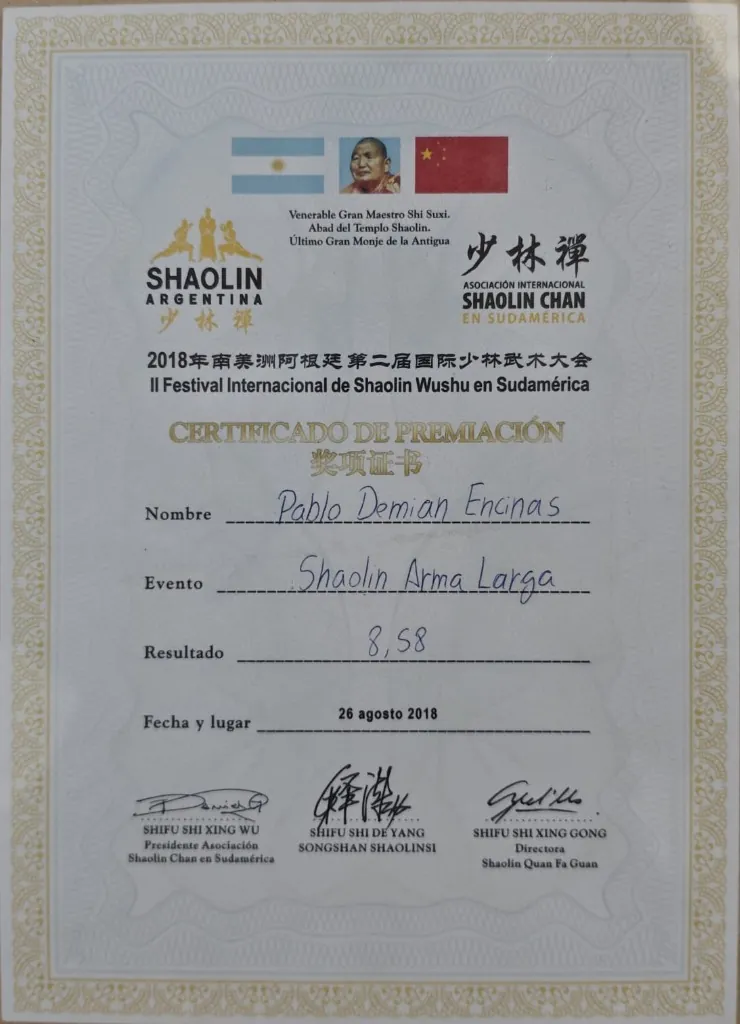 Venerable Gran Maestro Shi Suxi.
Abad del Templo Shaolin.
Último Gran Monje de la Antigua
SHAOLIN
ARGENTINA
少林禪
少林禪
ASOCIACIÓN INTERNACIONAL
SHAOLIN CHAN
EN SUDAMÉRICA
2018年南美洲阿根廷 第二届国际少林武术大会
II Festival Internacional de Shaolin Wushu en Sudamérica
CERTIFICADO DE PREMIACIÓN
奖项证书
Nombre Pablo Demian Encinas
Evento Shaolin Arma Larga
Resultado 8,58
Fecha y lugar 26 agosto 2018
SHIFU SHI XING WU
Presidente Asociación
Shaolin Chan en Sudamérica
SHIFU SHI DE YANG
SONGSHAN SHAOLINSI
SHIFU SHI XING GONG
Directora
Shaolin Quan Fa Guan